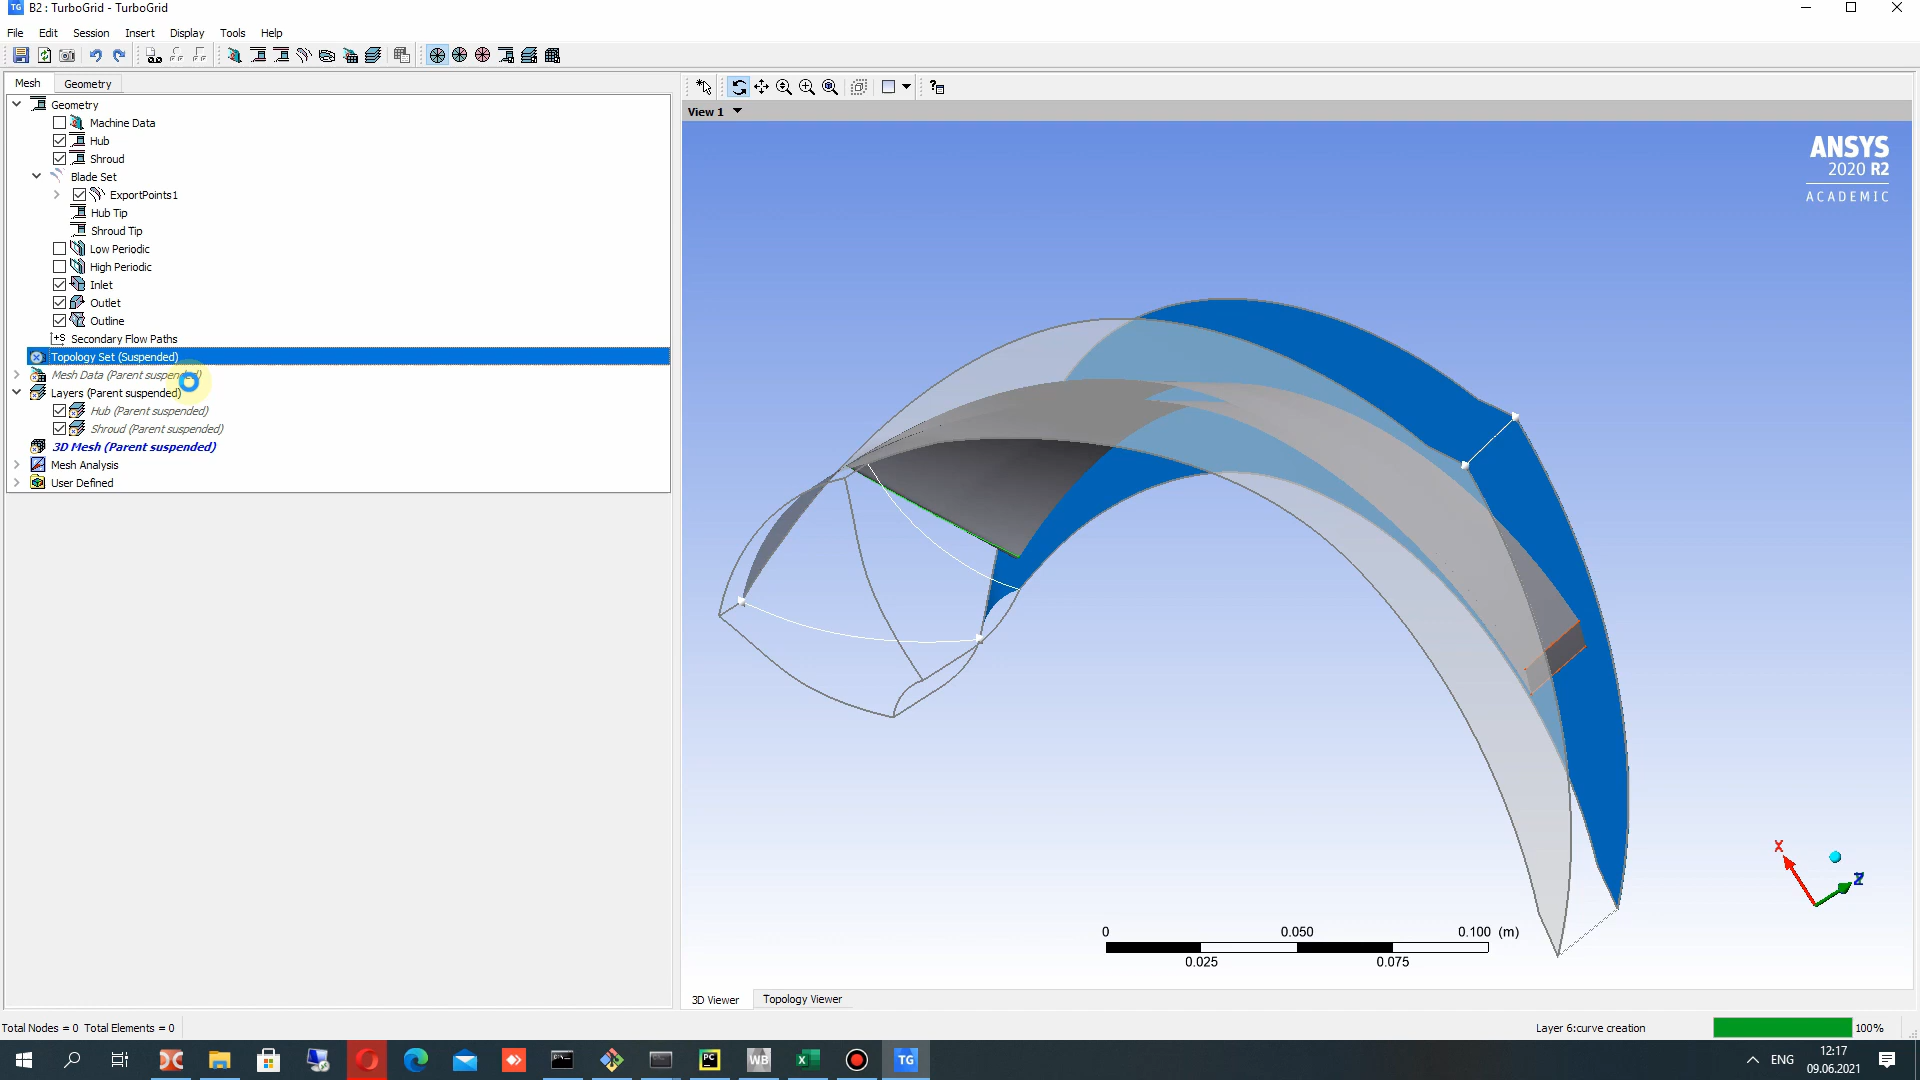 B2 : TurboGrid - TurboGrid
File Edit Session Insert Display Tools Help
Mesh Geometry
Geometry
Machine Data
Hub
Shroud
Blade Set
ExportPoints1
Hub Tip
Shroud Tip
Low Periodic
High Periodic
Inlet
Outlet
Outline
Secondary Flow Paths
Topology Set (Suspended)
Mesh Data (Parent suspended)
Layers (Parent suspended)
Hub (Parent suspended)
Shroud (Parent suspended)
3D Mesh (Parent suspended)
Mesh Analysis
User Defined
View 1
ANSYS
2020 R2
ACADEMIC
X
Z
0 0.050 0.100 (m)
0.025 0.075
3D Viewer Topology Viewer
Total Nodes = 0 Total Elements = 0
Layer 6:curve creation 100%
PC WB TG
ENG
12:17
09.06.2021